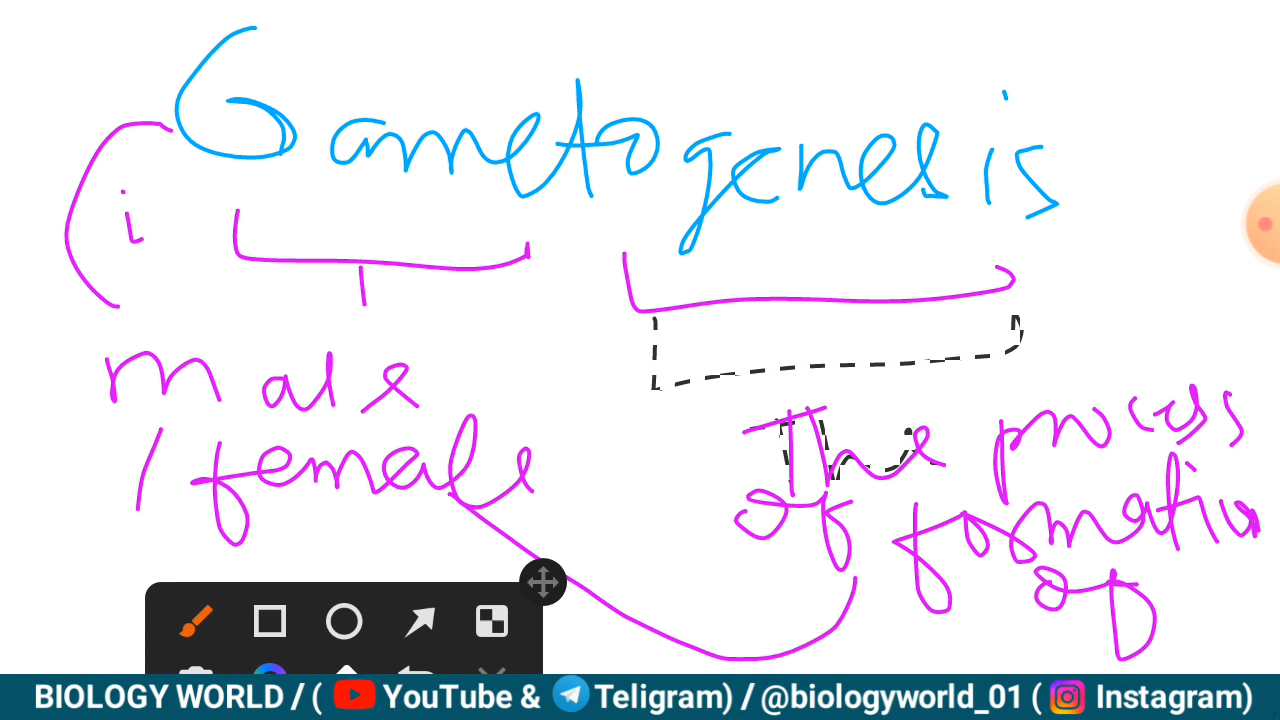 Gametogenesis
i
male
/ female
The process
of formation
of
BIOLOGY WORLD / ( YouTube & Teligram) / @biologyworld_01 ( Instagram)